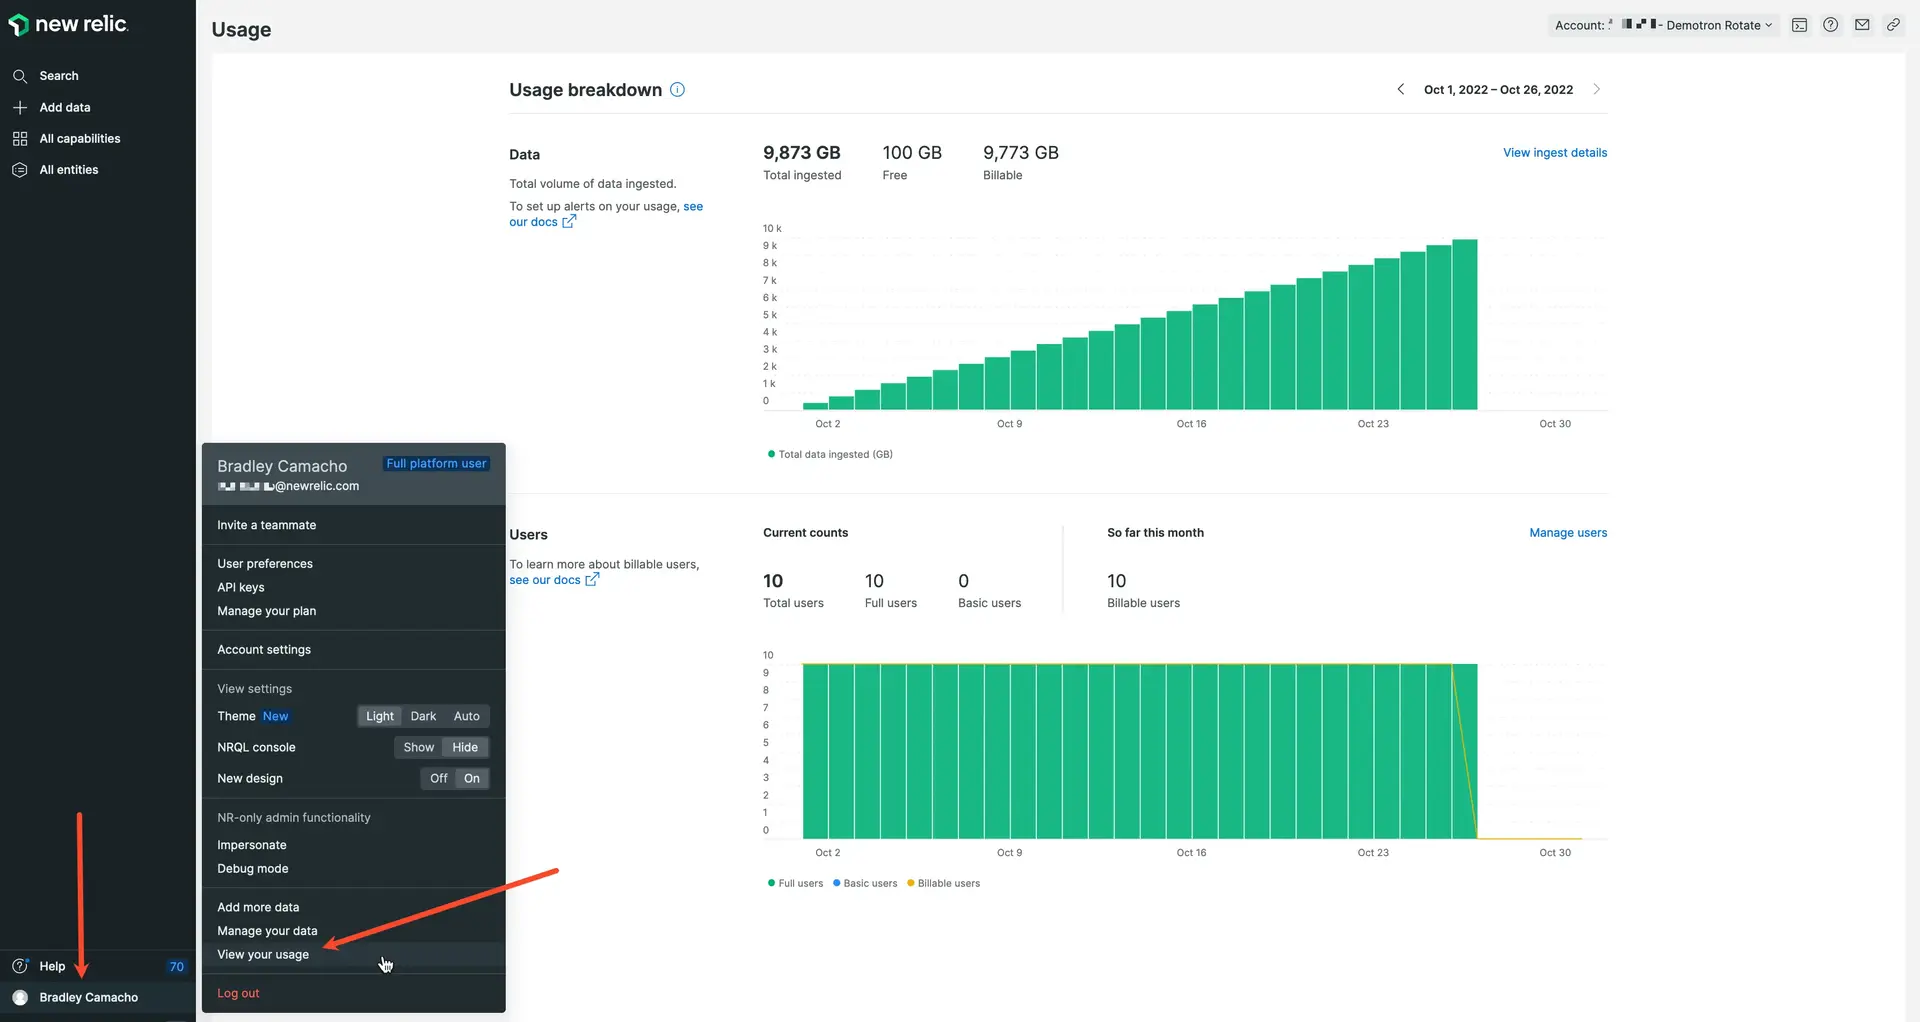 new relic.
Search
Add data
All capabilities
All entities
Help 70
Bradley Camacho
Usage
Account: - Demotron Rotate
Usage breakdown
Oct 1, 2022 – Oct 26, 2022
Data
Total volume of data ingested.
To set up alerts on your usage, see
our docs
9,873 GB 100 GB 9,773 GB
Total ingested Free Billable
View ingest details
10 k
9 k
8 k
7 k
6 k
5 k
4 k
3 k
2 k
1 k
0
Oct 2 Oct 9 Oct 16 Oct 23 Oct 30
Total data ingested (GB)
Bradley Camacho Full platform user
@newrelic.com
Invite a teammate
User preferences
API keys
Manage your plan
Account settings
View settings
Theme New Light Dark Auto
NRQL console Show Hide
New design Off On
NR-only admin functionality
Impersonate
Debug mode
Add more data
Manage your data
View your usage
Log out
Users
To learn more about billable users,
see our docs
Current counts So far this month Manage users
10 10 0 10
Total users Full users Basic users Billable users
10
9
8
7
6
5
4
3
2
1
0
Oct 2 Oct 9 Oct 16 Oct 23 Oct 30
Full users Basic users Billable users